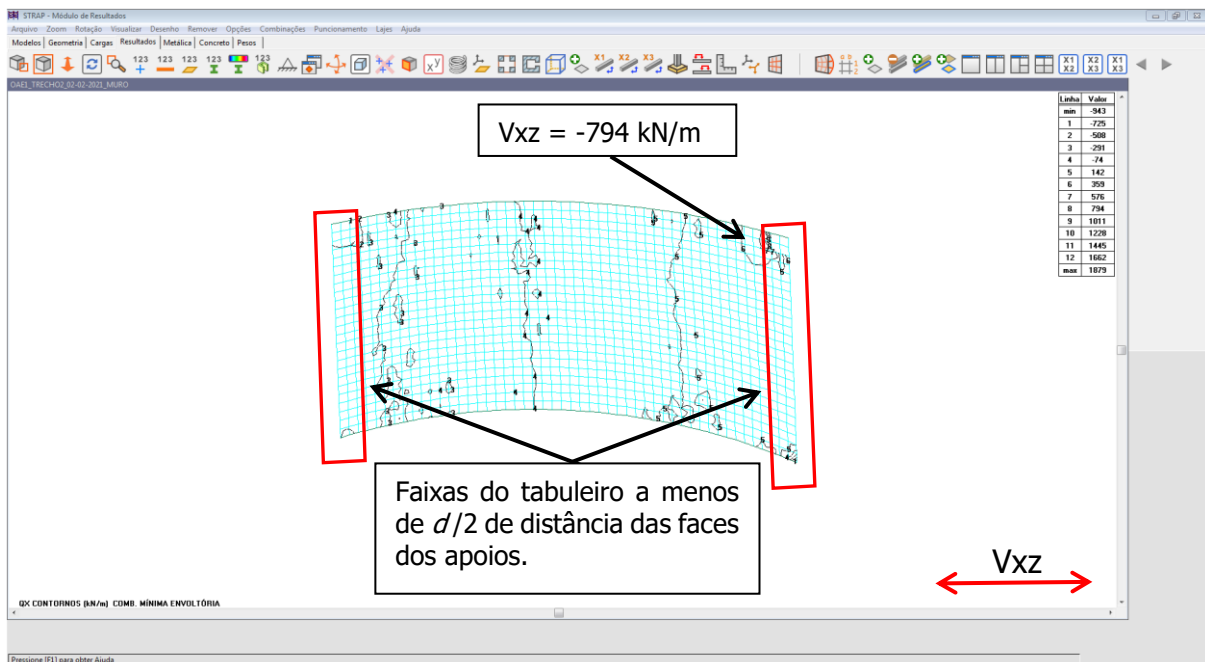 STRAP - Módulo de Resultados
Arquivo Zoom Rotação Visualizar Desenho Remover Opções Combinações Puncionamento Lajes Ajuda
Modelos Geometria Cargas Resultados Metálica Concreto Pesos
OAE1_TRECHO2_02-02-2021_MURO
Linha Valor
min -943
1 -725
2 -508
3 -291
4 -74
5 142
6 359
7 576
8 794
9 1011
10 1228
11 1445
12 1662
max 1879
Vxz = -794 kN/m
Faixas do tabuleiro a menos
de d/2 de distância das faces
dos apoios.
Vxz
QX CONTORNOS (kN/m) COMB. MÍNIMA ENVOLTÓRIA
Pressione [F1] para obter Ajuda